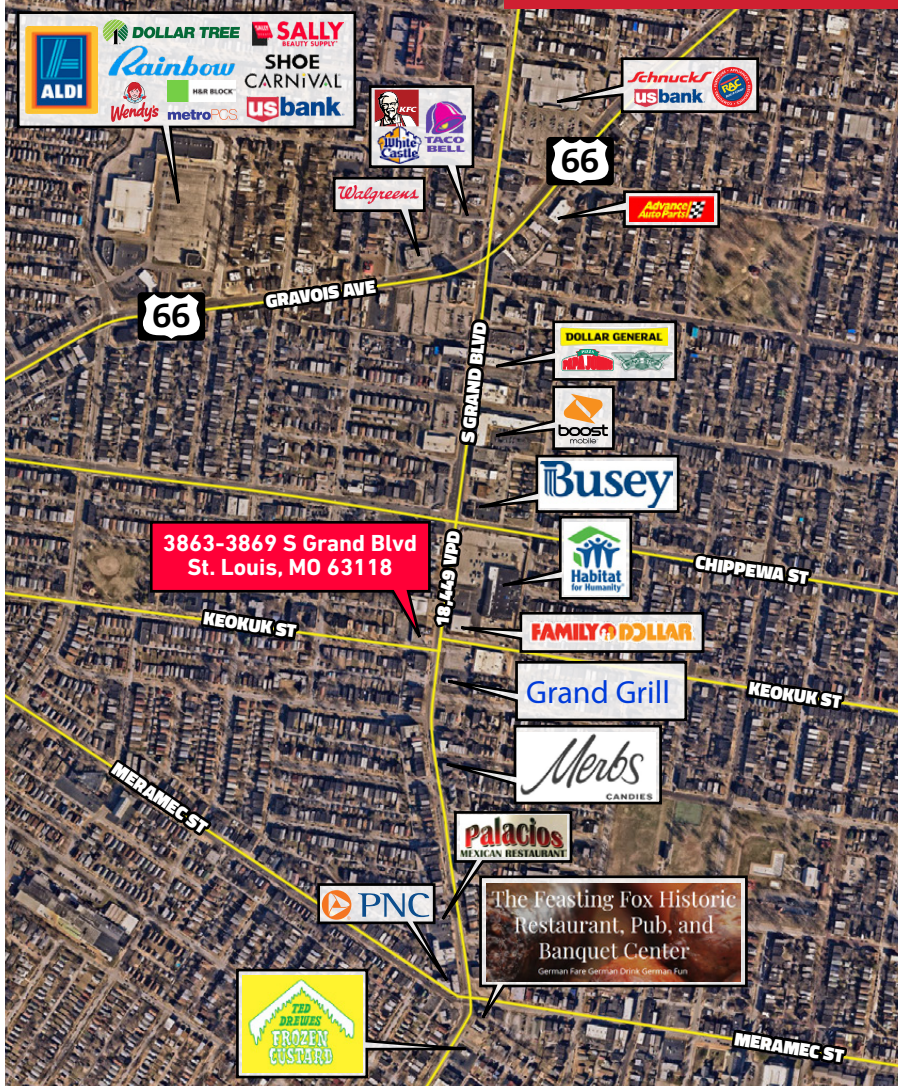 ALDI
DOLLAR TREE
SALLY
BEAUTY SUPPLY
Rainbow
SHOE
CARNIVAL
H&R BLOCK
Wendy's
metroPCS.
usbank
KFC
White
Castle
TACO
BELL
Schnucks
usbank
RAC
66
Walgreens
Advance
Auto Parts
66
GRAVOIS AVE
S GRAND BLVD
DOLLAR GENERAL
PIZZA
PAPA JOHNS
boost
mobile
Busey
3863-3869 S Grand Blvd
St. Louis, MO 63118
18,449 VPD
Habitat
for Humanity®
CHIPPEWA ST
KEOKUK ST
FAMILY DOLLAR
Grand Grill
KEOKUK ST
Merbs
CANDIES
MERAMEC ST
Palacios
MEXICAN RESTAURANT
PNC
The Feasting Fox Historic
Restaurant, Pub, and
Banquet Center
German Fare German Drink German Fun
TED
DREWES
FROZEN
CUSTARD
MERAMEC ST